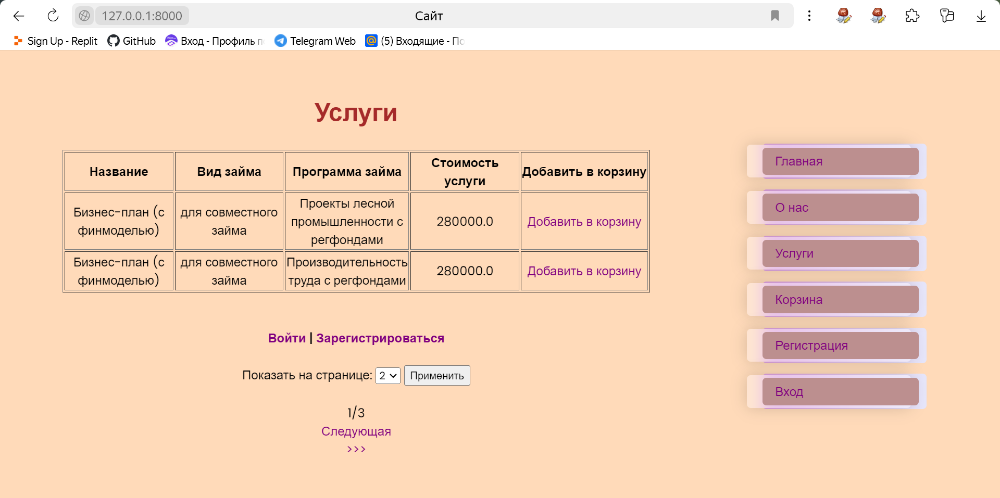 127.0.0.1:8000
Сайт
Sign Up - Replit
GitHub
Вход - Профиль
Telegram Web
(5) Входящие -
Услуги
Название
Вид займа
Программа займа
Стоимость
услуги
Добавить в корзину
Бизнес-план (с
финмоделью)
для совместного
займа
Проекты лесной
промышленности с
регфондами
280000.0
Добавить в корзину
Бизнес-план (с
финмоделью)
для совместного
займа
Производительность
труда с регфондами
280000.0
Добавить в корзину
Войти | Зарегистрироваться
Показать на странице: 2 Применить
1/3
Следующая
>>>
Главная
О нас
Услуги
Корзина
Регистрация
Вход